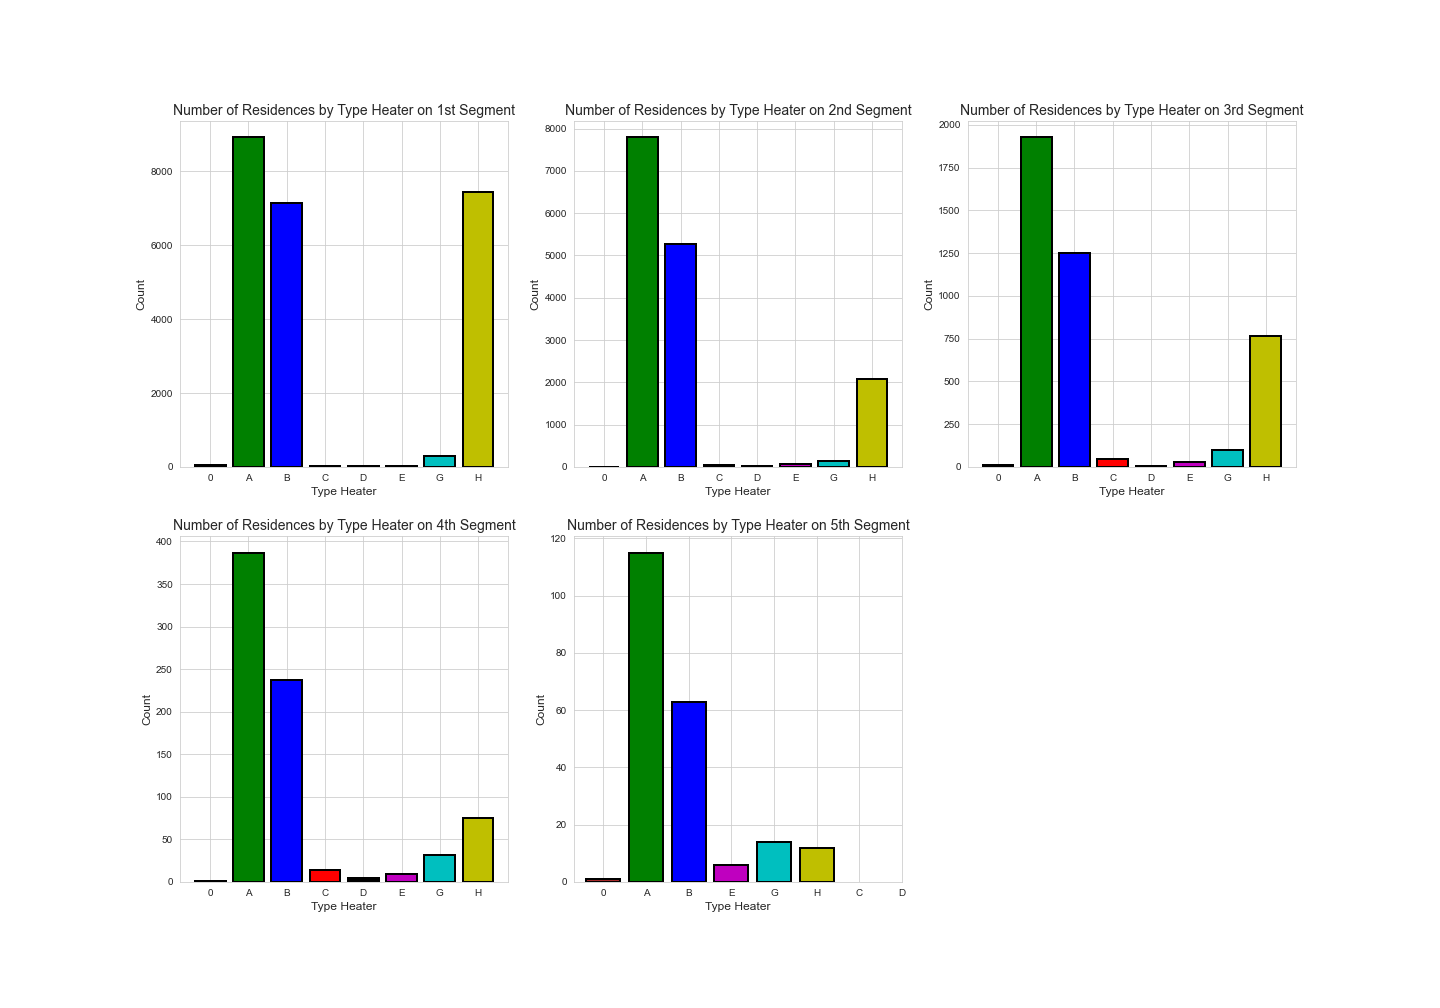 Number of Residences by Type Heater on 1st Segment
Count
8000
6000
4000
2000
0
0 A B C D E G H
Type Heater
Number of Residences by Type Heater on 2nd Segment
Count
8000
7000
6000
5000
4000
3000
2000
1000
0
0 A B C D E G H
Type Heater
Number of Residences by Type Heater on 3rd Segment
Count
2000
1750
1500
1250
1000
750
500
250
0
0 A B C D E G H
Type Heater
Number of Residences by Type Heater on 4th Segment
Count
400
350
300
250
200
150
100
50
0
0 A B C D E G H
Type Heater
Number of Residences by Type Heater on 5th Segment
Count
120
100
80
60
40
20
0
0 A B E G H C D
Type Heater